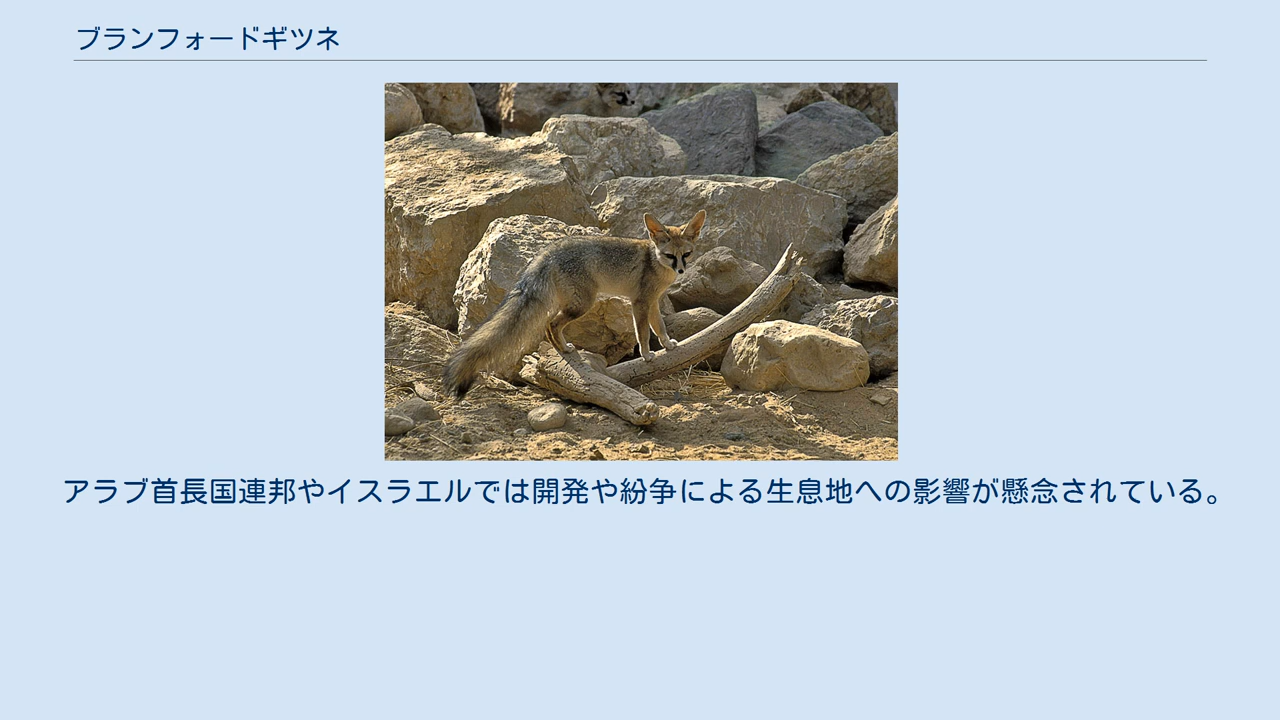 ブランフォードギツネ
アラブ首長国連邦やイスラエルでは開発や紛争による生息地への影響が懸念されている。